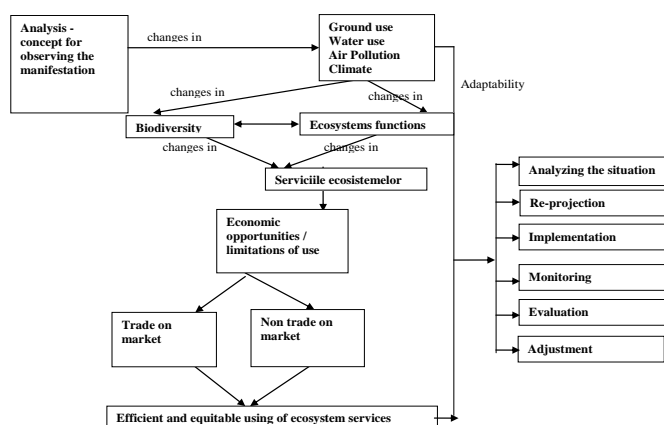 Analysis -
concept for
observing the
manifestation
changes in
Ground use
Water use
Air Pollution
Climate
Adaptability
changes in
changes in
Biodiversity
Ecosystems functions
changes in
changes in
Serviciile ecosistemelor
Economic
opportunities /
limitations of use
Trade on
market
Non trade on
market
Efficient and equitable using of ecosystem services
Analyzing the situation
Re-projection
Implementation
Monitoring
Evaluation
Adjustment